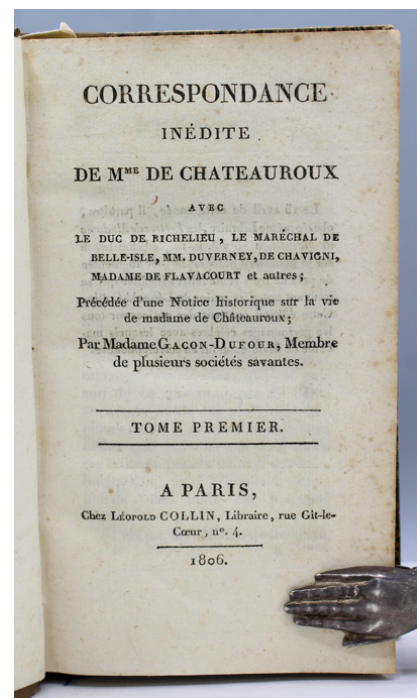 CORRESPONDANCE
INÉDITE
DE MME DE CHATEAUROUX
AVEC
LE DUC DE RICHELIEU, LE MARÉCHAL DE
BELLE-ISLE, MM. DUVERNEY, DE CHAVIGNI,
MADAME DE FLAVACOURT et autres;
Précédée d'une Notice historique sur la vie
de madame de Châteauroux;
Par Madame GACON-DUFOUR, Membre
de plusieurs sociétés savantes.
TOME PREMIER.
A PARIS,
Chez LÉOPOLD COLLIN, Libraire, rue Gît-le-
Cœur, n°. 4.
1806.